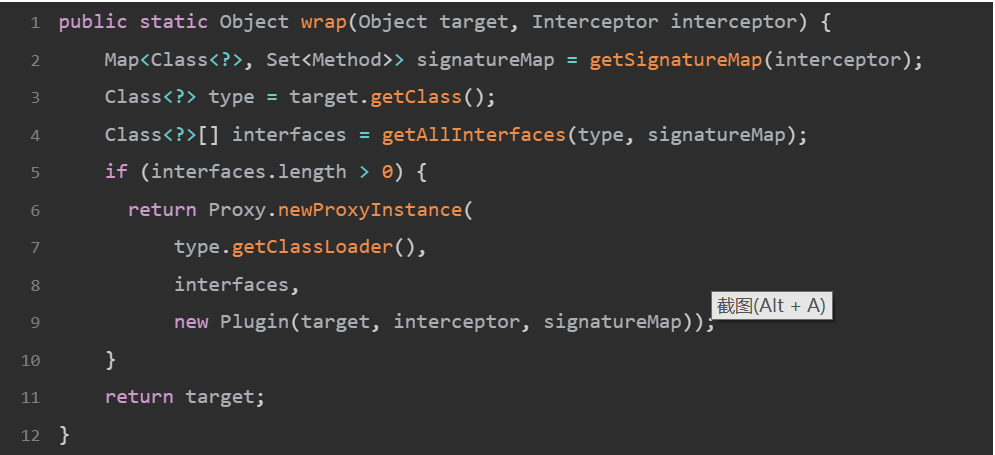 1 public static Object wrap(Object target, Interceptor interceptor) {
2     Map<Class<?>, Set<Method>> signatureMap = getSignatureMap(interceptor);
3     Class<?> type = target.getClass();
4     Class<?>[] interfaces = getAllInterfaces(type, signatureMap);
5     if (interfaces.length > 0) {
6       return Proxy.newProxyInstance(
7           type.getClassLoader(),
8           interfaces,
9           new Plugin(target, interceptor, signatureMap));
截图(Alt + A)
10     }
11     return target;
12 }